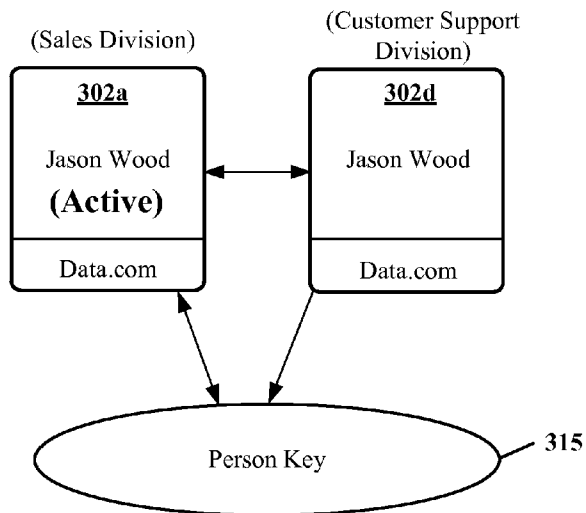 (Sales Division)
(Customer Support
Division)
302a
Jason Wood
(Active)
Data.com
302d
Jason Wood
Data.com
Person Key
315